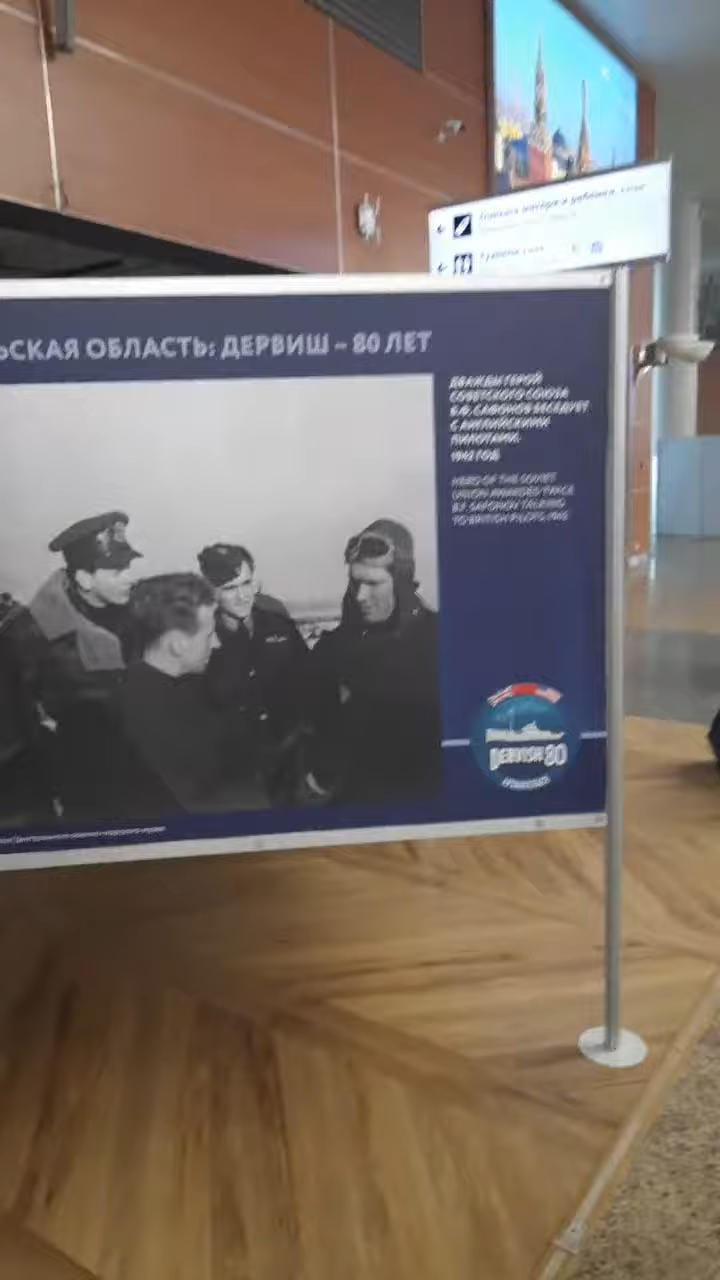 ЬСКАЯ ОБЛАСТЬ: ДЕРВИШ – 80 ЛЕТ
ДВАЖДЫ ГЕРОЙ
СОВЕТСКОГО СОЮЗА
Б.Ф. САФОНОВ БЕСЕДУЕТ
С АНГЛИЙСКИМИ
ПИЛОТАМИ.
1942 ГОД
HERO OF THE SOVIET
UNION AWARDED TWICE
B.F. SAFONOV TALKING
TO BRITISH PILOTS. 1942
DERVISH 80